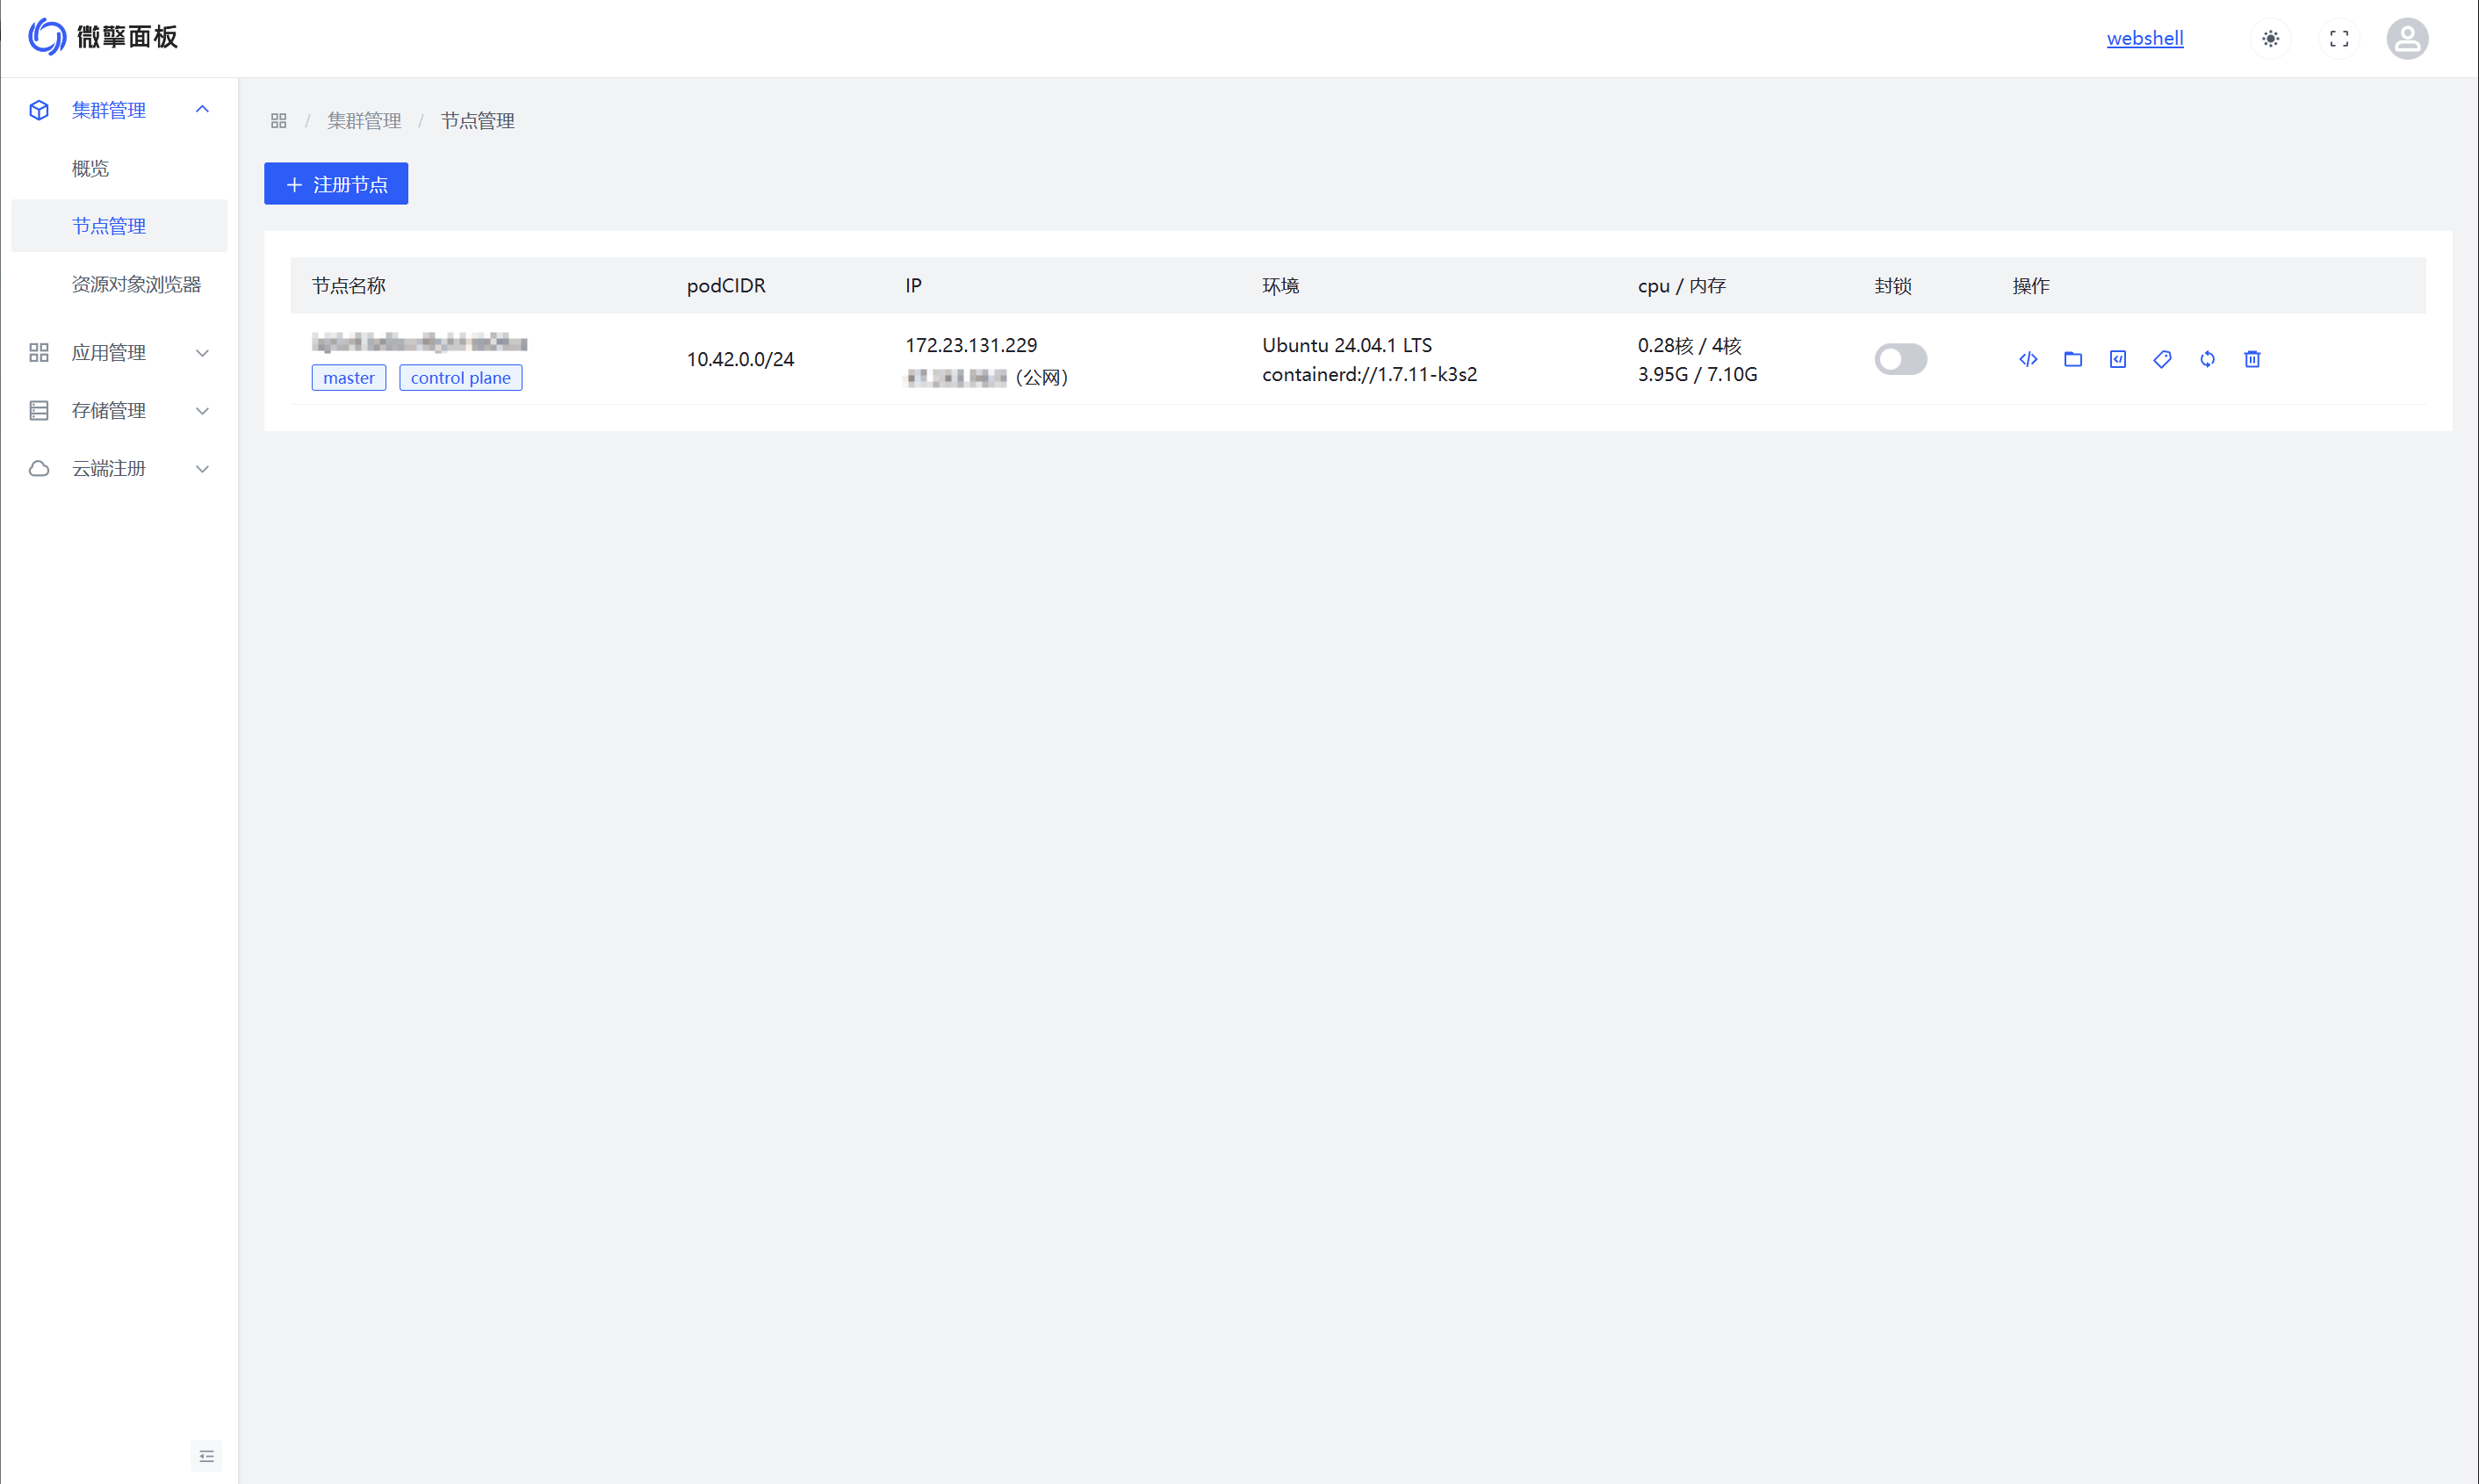 微擎面板
webshell
集群管理
概览
节点管理
资源对象浏览器
应用管理
存储管理
云端注册
/ 集群管理 / 节点管理
注册节点
节点名称 podCIDR IP 环境 cpu / 内存 封锁 操作
master control plane
10.42.0.0/24
172.23.131.229
(公网)
Ubuntu 24.04.1 LTS
containerd://1.7.11-k3s2
0.28核 / 4核
3.95G / 7.10G